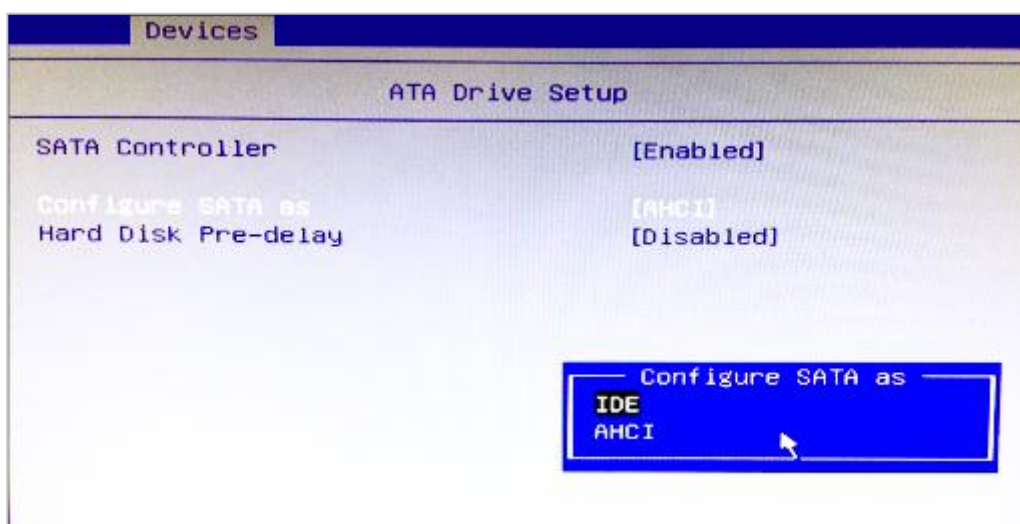 Devices
ATA Drive Setup
SATA Controller [Enabled]
Configure SATA as [AHCI]
Hard Disk Pre-delay [Disabled]
Configure SATA as
IDE
AHCI